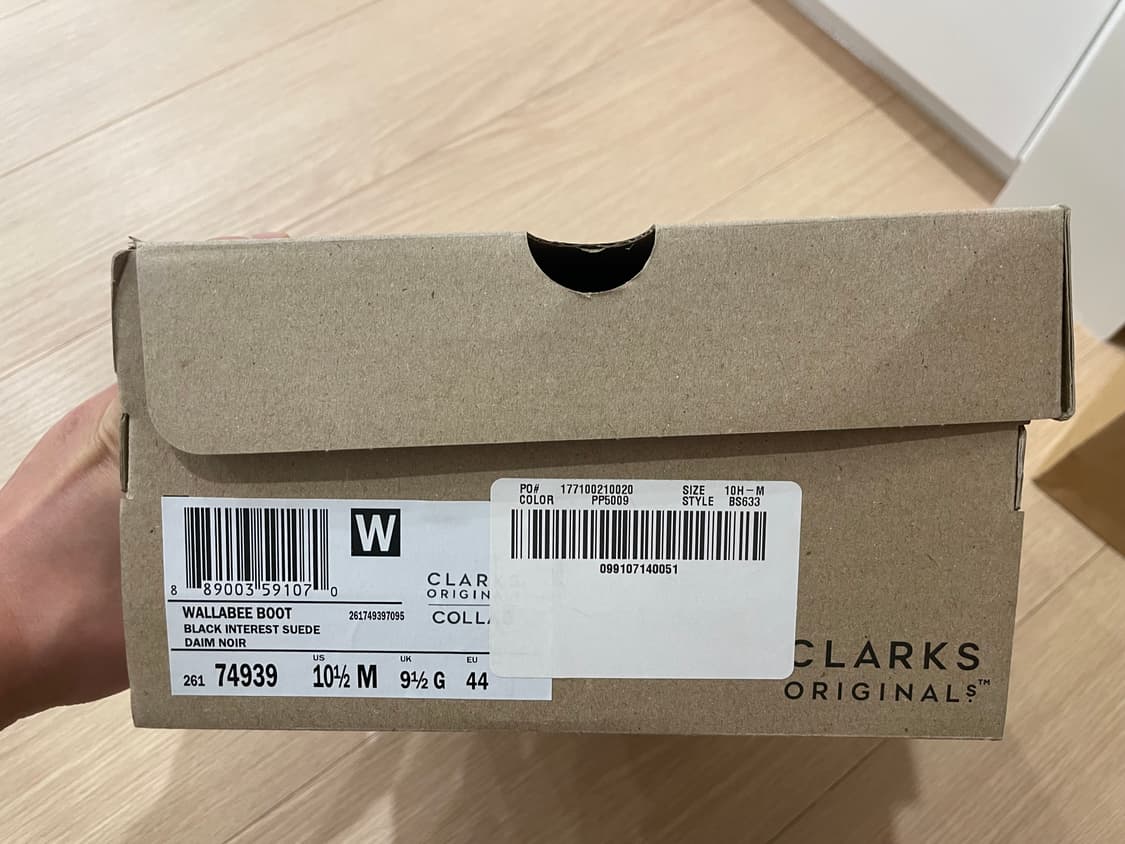 8 89003 59107 0
W
CLAR
ORIGIN
COLLA
WALLABEE BOOT 261749397095
BLACK INTEREST SUEDE
DAIM NOIR
US UK EU
261 74939 10½ M 9½ G 44
PO# 177100210020 SIZE 10H-M
COLOR PP5009 STYLE BS633
099107140051
CLARKS
ORIGINALS™